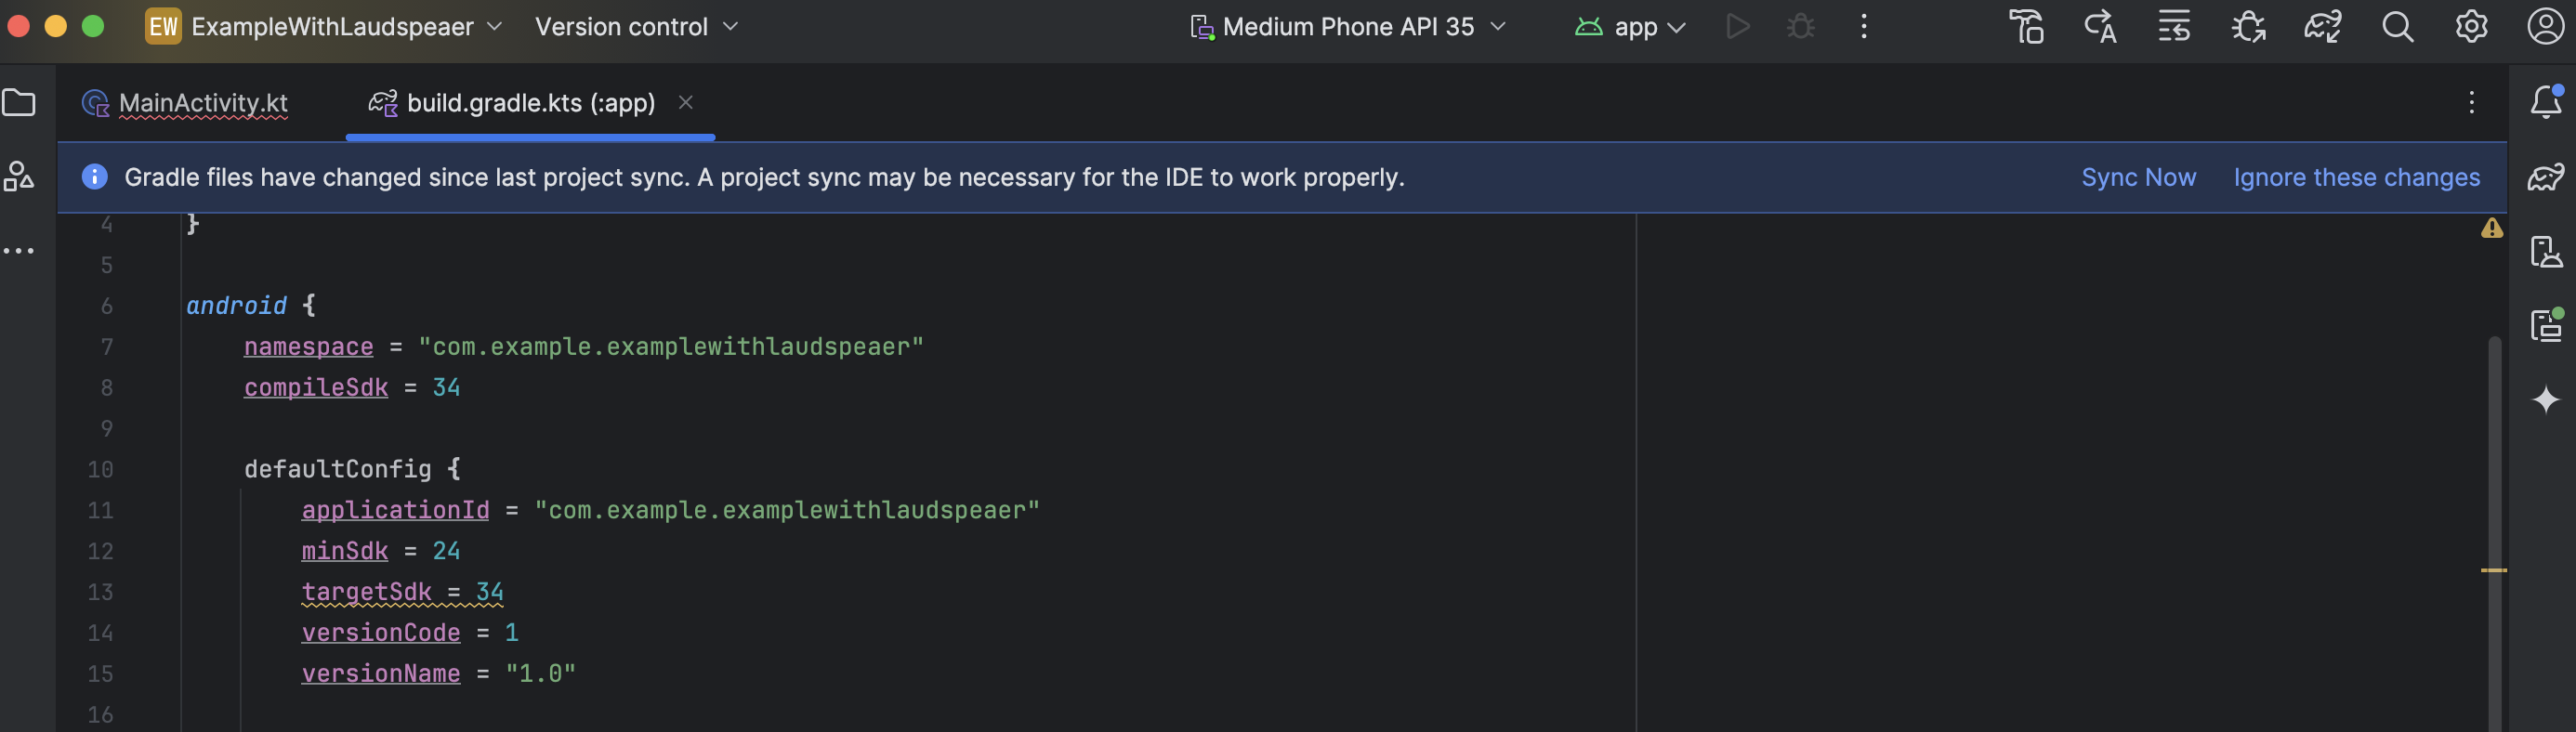 EW ExampleWithLaudspeaer Version control Medium Phone API 35 app
MainActivity.kt build.gradle.kts (:app)
Gradle files have changed since last project sync. A project sync may be necessary for the IDE to work properly. Sync Now Ignore these changes
4 }
5
6 android {
7 namespace = "com.example.examplewithlaudspeaer"
8 compileSdk = 34
9
10 defaultConfig {
11 applicationId = "com.example.examplewithlaudspeaer"
12 minSdk = 24
13 targetSdk = 34
14 versionCode = 1
15 versionName = "1.0"
16